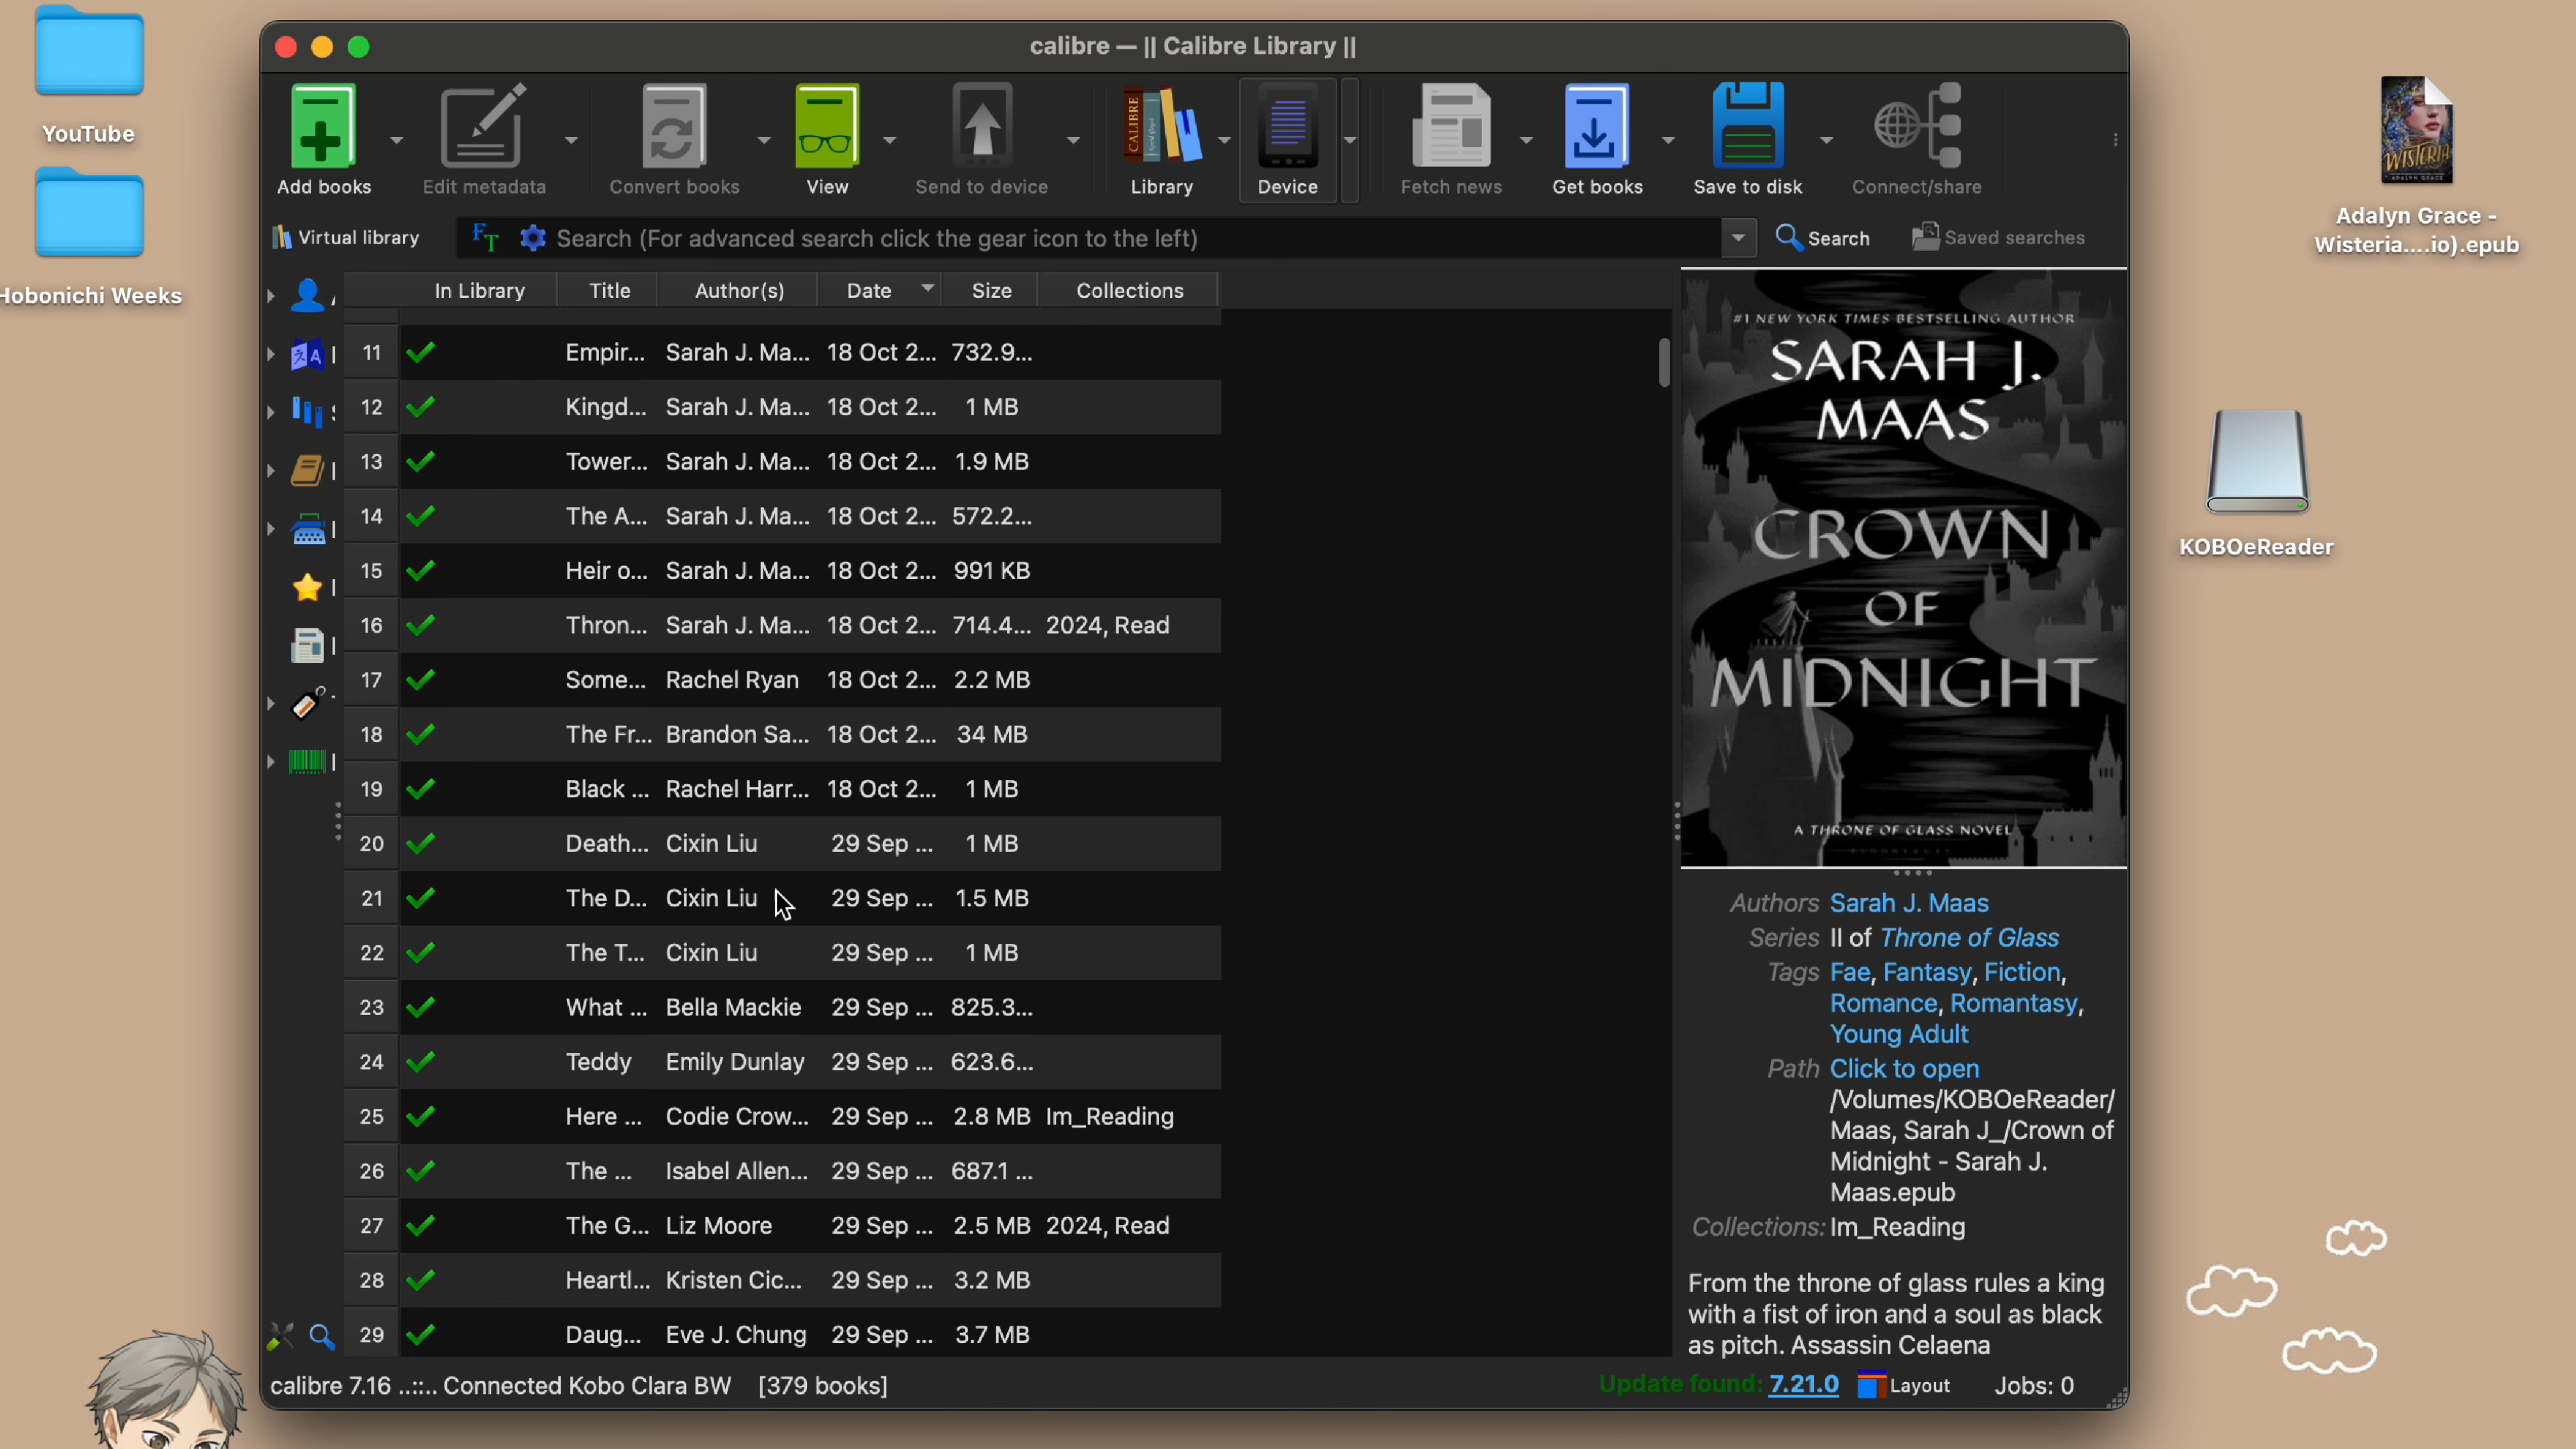 calibre — || Calibre Library ||
YouTube
Hobonichi Weeks
Add books
Edit metadata
Convert books
View
Send to device
CALIBRE
Library
Device
Fetch news
Get books
Save to disk
Connect/share
Virtual library
FT
Search (For advanced search click the gear icon to the left)
Search
Saved searches
In Library Title Author(s) Date Size Collections
11 Empir... Sarah J. Ma... 18 Oct 2... 732.9...
12 Kingd... Sarah J. Ma... 18 Oct 2... 1 MB
13 Tower... Sarah J. Ma... 18 Oct 2... 1.9 MB
14 The A... Sarah J. Ma... 18 Oct 2... 572.2...
15 Heir o... Sarah J. Ma... 18 Oct 2... 991 KB
16 Thron... Sarah J. Ma... 18 Oct 2... 714.4... 2024, Read
17 Some... Rachel Ryan 18 Oct 2... 2.2 MB
18 The Fr... Brandon Sa... 18 Oct 2... 34 MB
19 Black ... Rachel Harr... 18 Oct 2... 1 MB
20 Death... Cixin Liu 29 Sep ... 1 MB
21 The D... Cixin Liu 29 Sep ... 1.5 MB
22 The T... Cixin Liu 29 Sep ... 1 MB
23 What ... Bella Mackie 29 Sep ... 825.3...
24 Teddy Emily Dunlay 29 Sep ... 623.6...
25 Here ... Codie Crow... 29 Sep ... 2.8 MB Im_Reading
26 The ... Isabel Allen... 29 Sep ... 687.1 ...
27 The G... Liz Moore 29 Sep ... 2.5 MB 2024, Read
28 Heartl... Kristen Cic... 29 Sep ... 3.2 MB
29 Daug... Eve J. Chung 29 Sep ... 3.7 MB
#1 NEW YORK TIMES BESTSELLING AUTHOR
SARAH J.
MAAS
CROWN
OF
MIDNIGHT
A THRONE OF GLASS NOVEL
Authors Sarah J. Maas
Series II of Throne of Glass
Tags Fae, Fantasy, Fiction,
Romance, Romantasy,
Young Adult
Path Click to open
/Volumes/KOBOeReader/
Maas, Sarah J_/Crown of
Midnight - Sarah J.
Maas.epub
Collections: Im_Reading
From the throne of glass rules a king
with a fist of iron and a soul as black
as pitch. Assassin Celaena
calibre 7.16 ..::.. Connected Kobo Clara BW [379 books]
Update found: 7.21.0
Layout
Jobs: 0
WISTERIA
ADALYN GRACE
Adalyn Grace -
Wisteria....io).epub
KOBOeReader